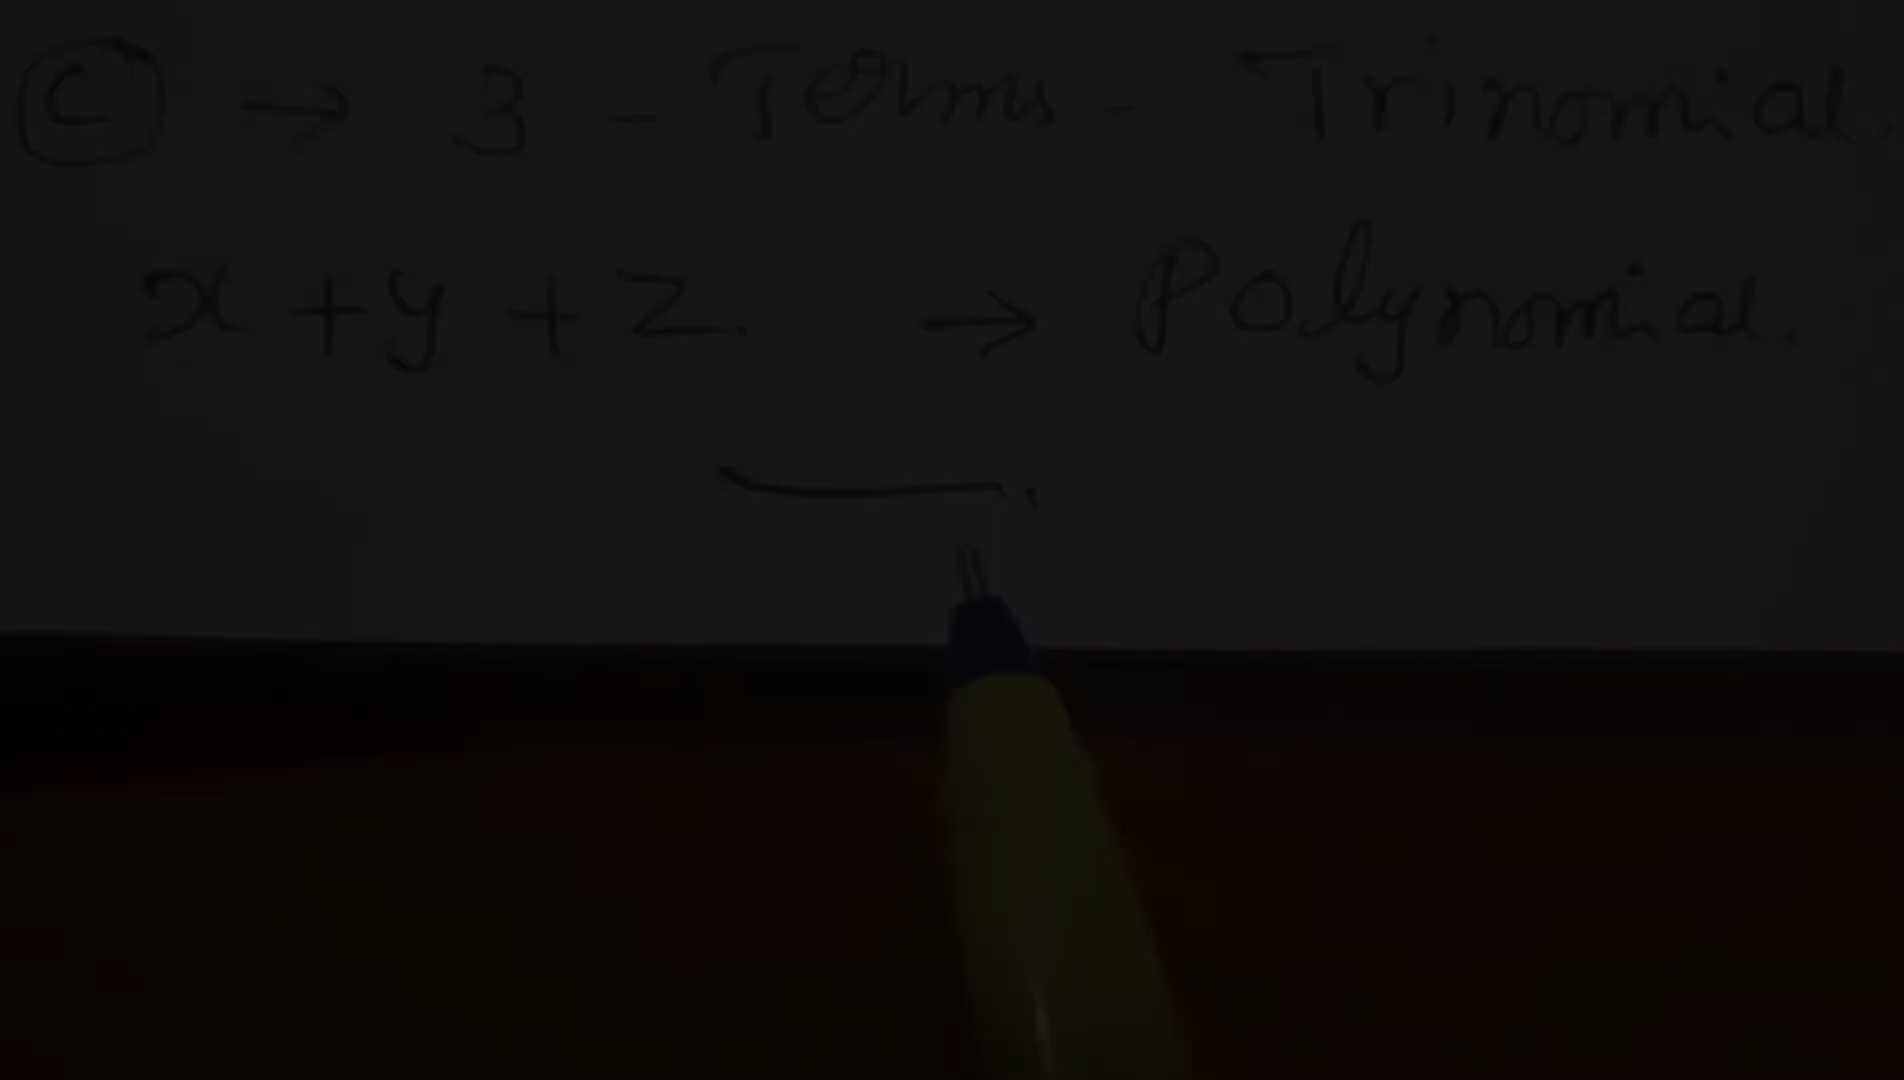 C → 3 - Terms - Trinomial.
x + y + z. → Polynomial.